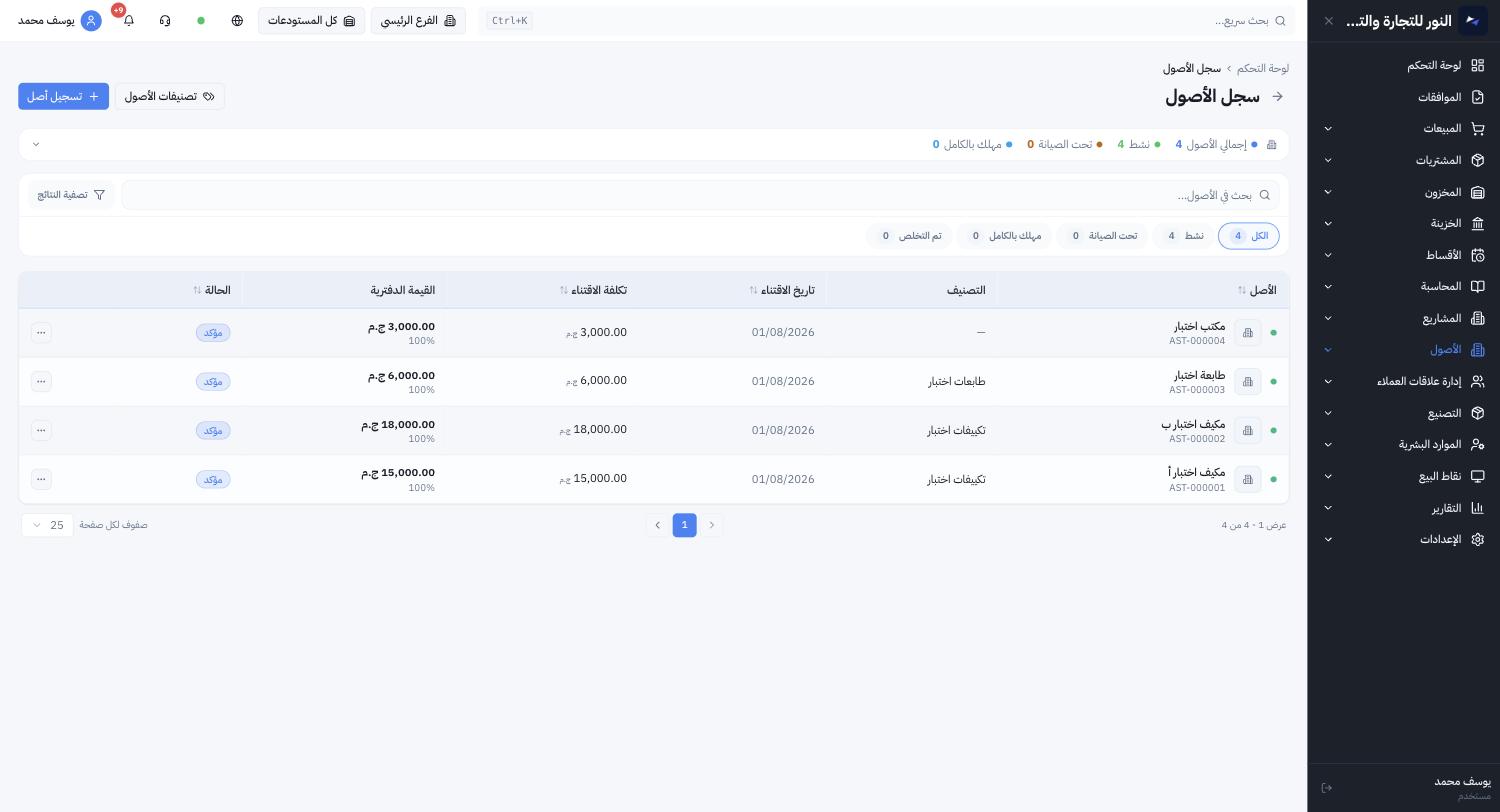 النور للتجارة والتـ...
بحث سريع...
Ctrl+K
الفرع الرئيسي
كل المستودعات
+9
يوسف محمد
لوحة التحكم
الموافقات
المبيعات
المشتريات
المخزون
الخزينة
الأقساط
المحاسبة
المشاريع
الأصول
إدارة علاقات العملاء
التصنيع
الموارد البشرية
نقاط البيع
التقارير
الإعدادات
يوسف محمد
مستخدم
لوحة التحكم › سجل الأصول
سجل الأصول
تصنيفات الأصول
تسجيل أصل
إجمالي الأصول 4 نشط 4 تحت الصيانة 0 مهلك بالكامل 0
بحث في الأصول...
تصفية النتائج
الكل 4 نشط 4 تحت الصيانة 0 مهلك بالكامل 0 تم التخلص 0
الأصل التصنيف تاريخ الاقتناء تكلفة الاقتناء القيمة الدفترية الحالة
مكتب اختبار — 01/08/2026 3,000.00 ج.م 3,000.00 ج.م مؤكد
AST-000004 100%
طابعة اختبار طابعات اختبار 01/08/2026 6,000.00 ج.م 6,000.00 ج.م مؤكد
AST-000003 100%
مكيف اختبار ب تكييفات اختبار 01/08/2026 18,000.00 ج.م 18,000.00 ج.م مؤكد
AST-000002 100%
مكيف اختبار أ تكييفات اختبار 01/08/2026 15,000.00 ج.م 15,000.00 ج.م مؤكد
AST-000001 100%
عرض 1 - 4 من 4
1
صفوف لكل صفحة
25